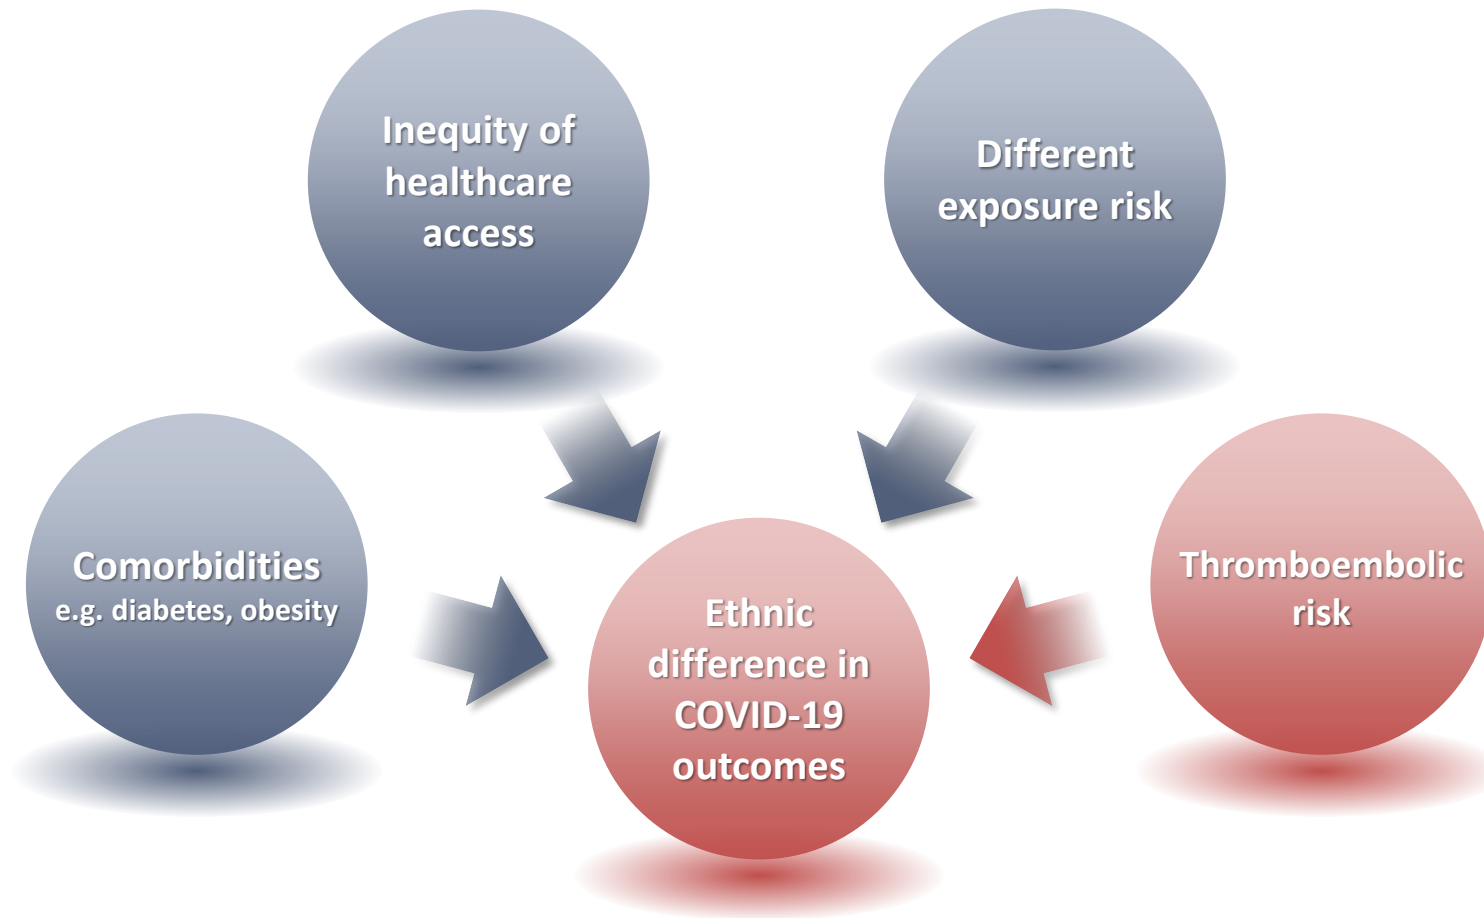 Inequity of
healthcare
access
Different
exposure risk
Comorbidities
e.g. diabetes, obesity
Ethnic
difference in
COVID-19
outcomes
Thromboembolic
risk